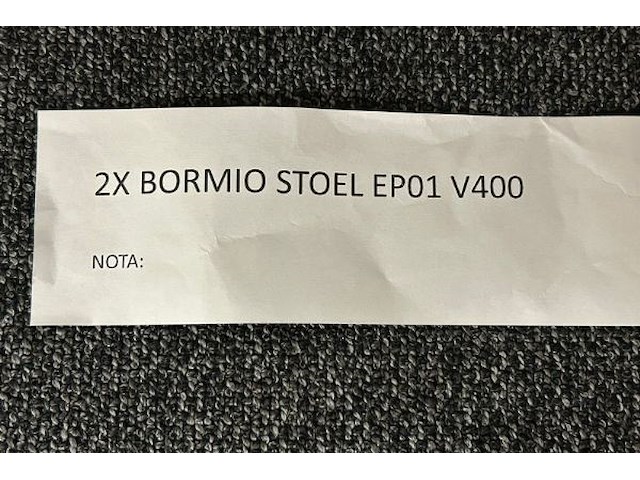 2X BORMIO STOEL EP01 V400
NOTA: